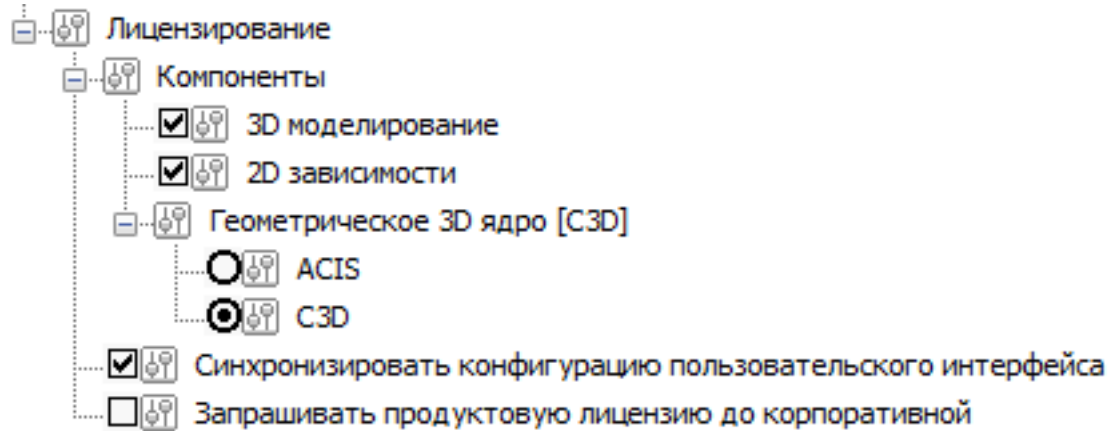 Лицензирование
Компоненты
3D моделирование
2D зависимости
Геометрическое 3D ядро [C3D]
ACIS
C3D
Синхронизировать конфигурацию пользовательского интерфейса
Запрашивать продуктовую лицензию до корпоративной